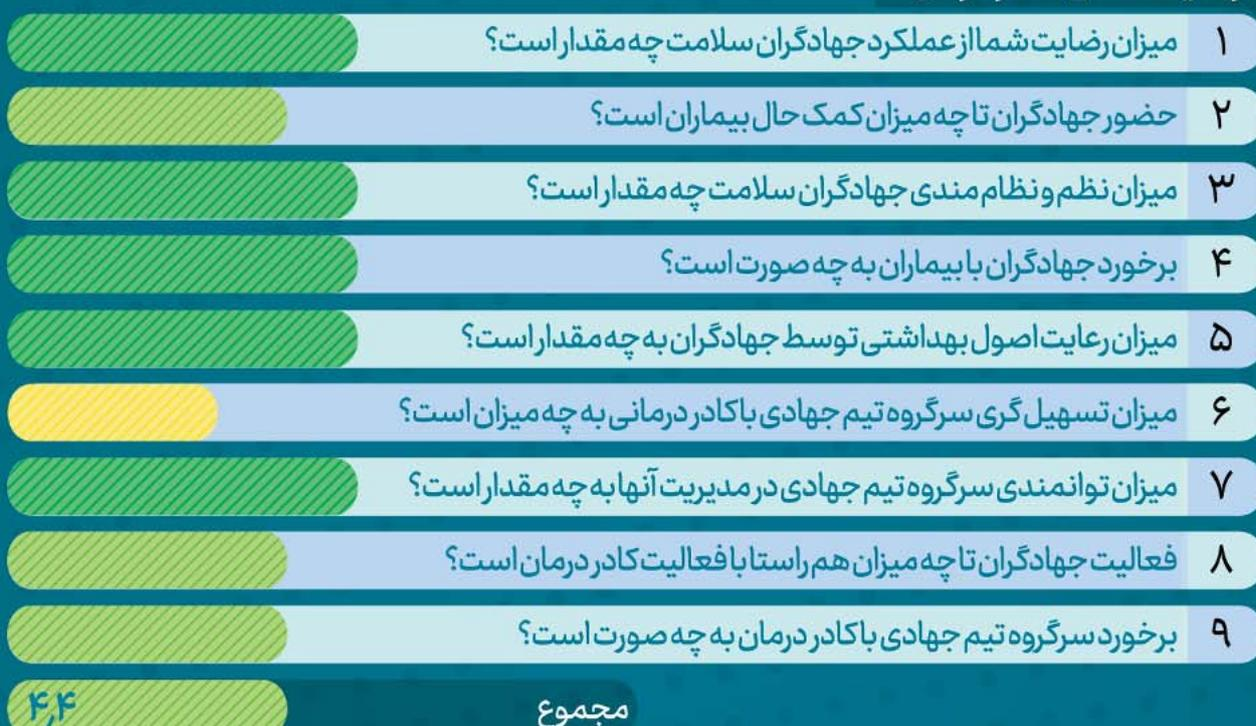 ۱ میزان رضایت شما از عملکرد جهادگران سلامت چه مقدار است؟
۲ حضور جهادگران تا چه میزان کمک حال بیماران است؟
۳ میزان نظم و نظام مندی جهادگران سلامت چه مقدار است؟
۴ برخورد جهادگران با بیماران به چه صورت است؟
۵ میزان رعایت اصول بهداشتی توسط جهادگران به چه مقدار است؟
۶ میزان تسهیل گری سرگروه تیم جهادی با کادر درمانی به چه میزان است؟
۷ میزان توانمندی سرگروه تیم جهادی در مدیریت آنها به چه مقدار است؟
۸ فعالیت جهادگران تا چه میزان هم راستا با فعالیت کادر درمان است؟
۹ برخورد سرگروه تیم جهادی با کادر درمان به چه صورت است؟
مجموع ۴,۴